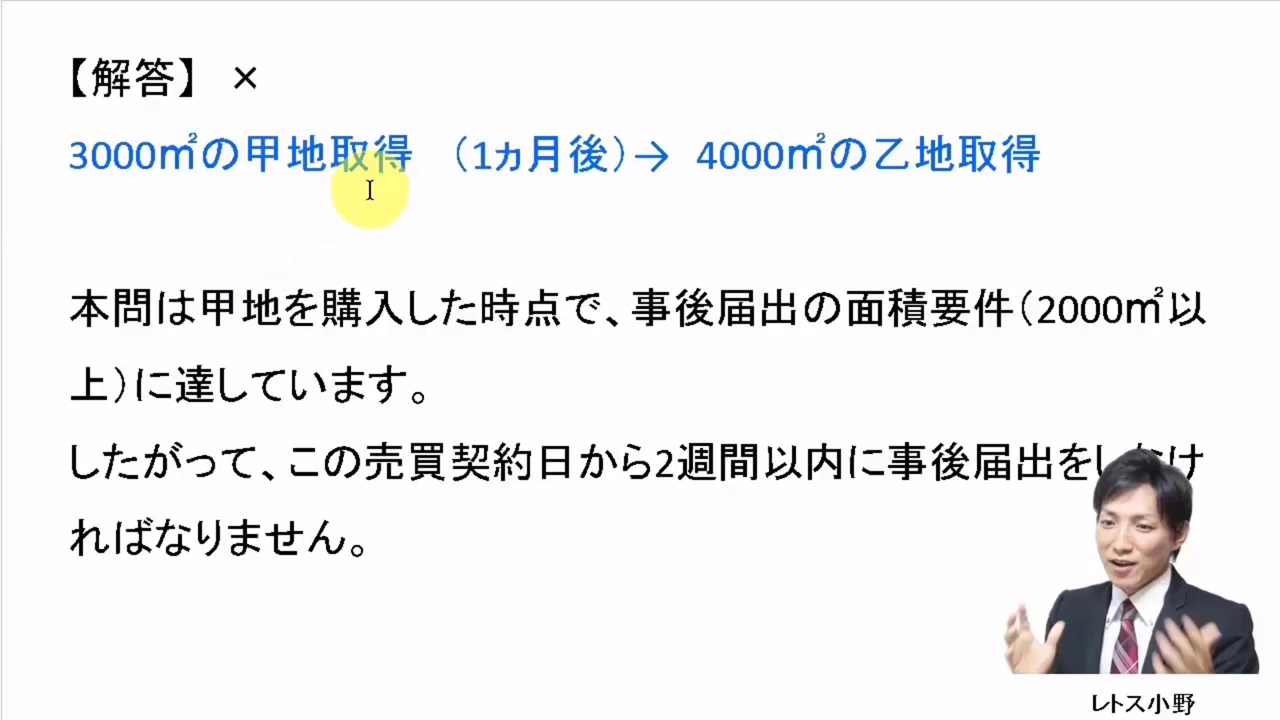 【解答】 ×
3000㎡の甲地取得 (1ヵ月後)→ 4000㎡の乙地取得
本問は甲地を購入した時点で、事後届出の面積要件(2000㎡以
上)に達しています。
したがって、この売買契約日から2週間以内に事後届出をしなけ
ればなりません。
レトス小野